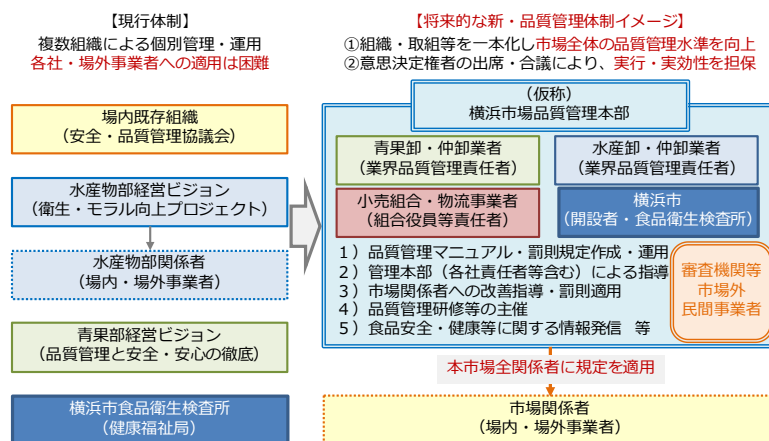 【現行体制】
複数組織による個別管理・運用
各社・場外事業者への適用は困難
場内既存組織
(安全・品質管理協議会)
水産物部経営ビジョン
(衛生・モラル向上プロジェクト)
水産物部関係者
(場内・場外事業者)
青果部経営ビジョン
(品質管理と安全・安心の徹底)
横浜市食品衛生検査所
(健康福祉局)
【将来的な新・品質管理体制イメージ】
①組織・取組等を一本化し市場全体の品質管理水準を向上
②意思決定権者の出席・合議により、実行・実効性を担保
(仮称)
横浜市場品質管理本部
青果卸・仲卸業者
(業界品質管理責任者)
水産卸・仲卸業者
(業界品質管理責任者)
小売組合・物流事業者
(組合役員等責任者)
横浜市
(開設者・食品衛生検査所)
1)品質管理マニュアル・罰則規定作成・運用
2)管理本部(各社責任者等含む)による指導
3)市場関係者への改善指導・罰則適用
4)品質管理研修等の主催
5)食品安全・健康等に関する情報発信 等
審査機関等
市場外
民間事業者
本市場全関係者に規定を適用
市場関係者
(場内・場外事業者)